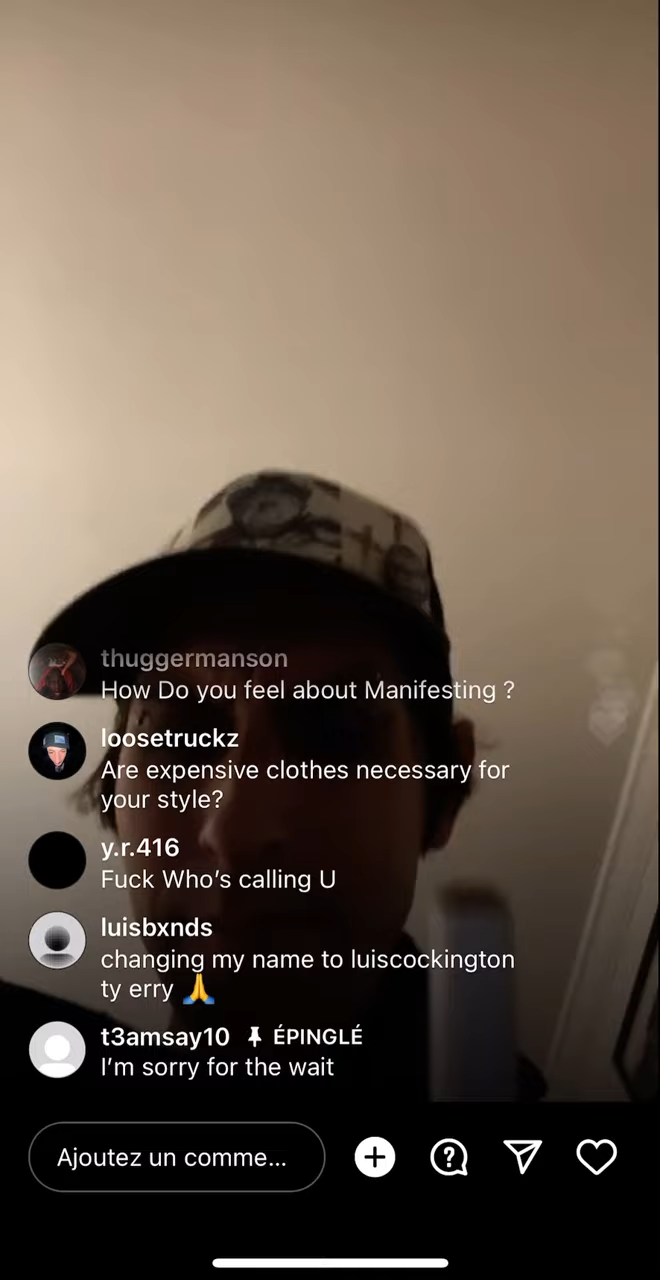 thuggermanson
How Do you feel about Manifesting ?
loosetruckz
Are expensive clothes necessary for
your style?
y.r.416
Fuck Who’s calling U
luisbxnds
changing my name to luiscockington
ty erry 🙏
t3amsay10 📌 ÉPINGLÉ
I’m sorry for the wait
Ajoutez un comme...